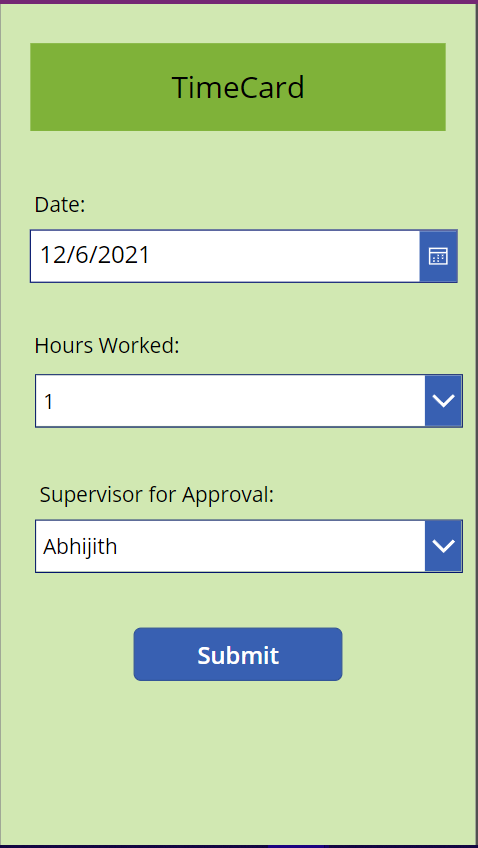 TimeCard
Date:
12/6/2021
Hours Worked:
1
Supervisor for Approval:
Abhijith
Submit